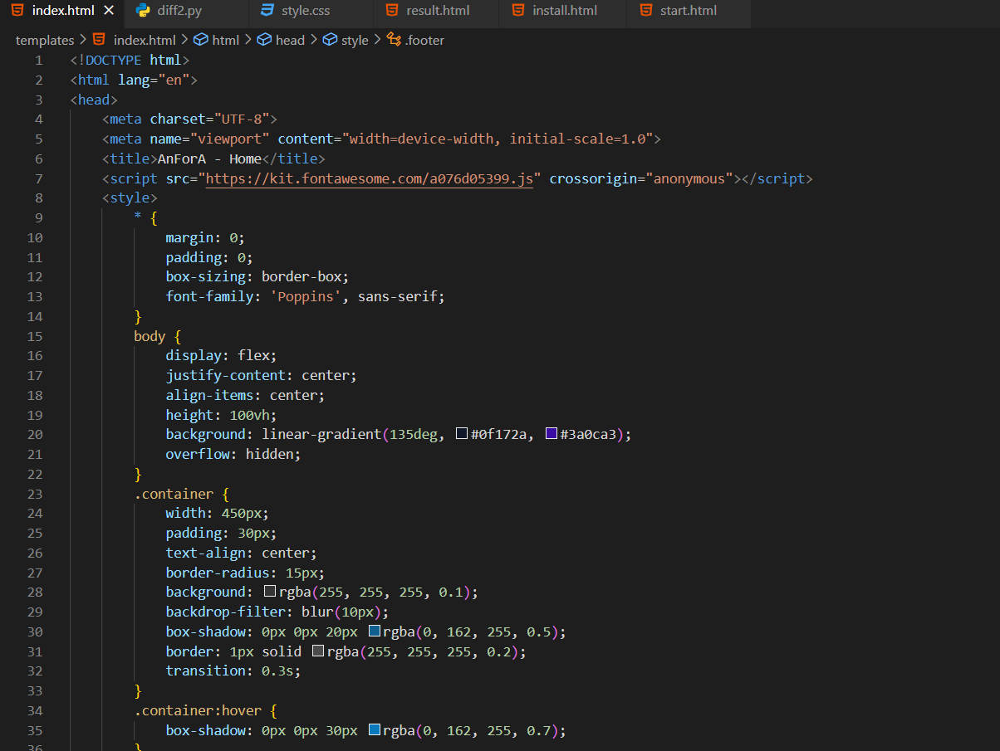 index.html
diff2.py
style.css
result.html
install.html
start.html
templates > index.html > html > head > style > .footer
1 <!DOCTYPE html>
2 <html lang="en">
3 <head>
4     <meta charset="UTF-8">
5     <meta name="viewport" content="width=device-width, initial-scale=1.0">
6     <title>AnForA - Home</title>
7     <script src="https://kit.fontawesome.com/a076d05399.js" crossorigin="anonymous"></script>
8     <style>
9         * {
10             margin: 0;
11             padding: 0;
12             box-sizing: border-box;
13             font-family: 'Poppins', sans-serif;
14         }
15         body {
16             display: flex;
17             justify-content: center;
18             align-items: center;
19             height: 100vh;
20             background: linear-gradient(135deg, #0f172a, #3a0ca3);
21             overflow: hidden;
22         }
23         .container {
24             width: 450px;
25             padding: 30px;
26             text-align: center;
27             border-radius: 15px;
28             background: rgba(255, 255, 255, 0.1);
29             backdrop-filter: blur(10px);
30             box-shadow: 0px 0px 20px rgba(0, 162, 255, 0.5);
31             border: 1px solid rgba(255, 255, 255, 0.2);
32             transition: 0.3s;
33         }
34         .container:hover {
35             box-shadow: 0px 0px 30px rgba(0, 162, 255, 0.7);
36         }